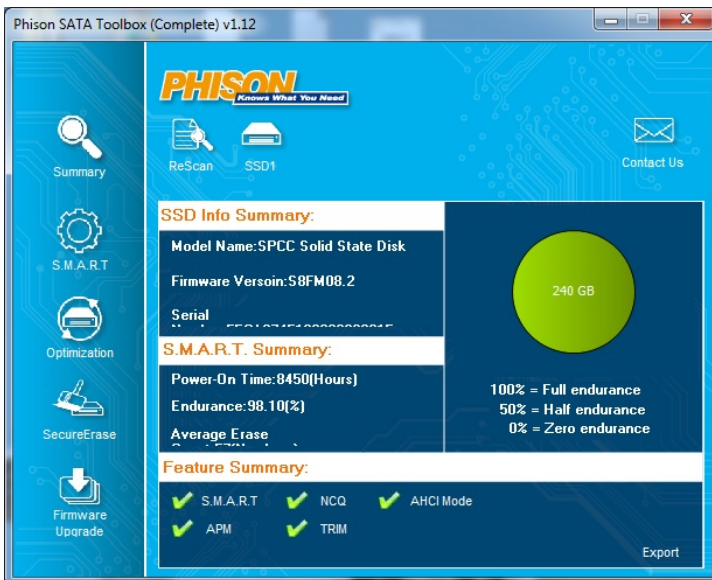 Phison SATA Toolbox (Complete) v1.12
PHISON
Knows What You Need
ReScan
SSD1
Contact Us
Summary
S.M.A.R.T
Optimization
SecureErase
Firmware
Upgrade
SSD Info Summary:
Model Name:SPCC Solid State Disk
Firmware Versoin:S8FM08.2
Serial
S.M.A.R.T. Summary:
Power-On Time:8450(Hours)
Endurance:98.10(%)
Average Erase
240 GB
100% = Full endurance
50% = Half endurance
0% = Zero endurance
Feature Summary:
S.M.A.R.T NCQ AHCI Mode
APM TRIM
Export